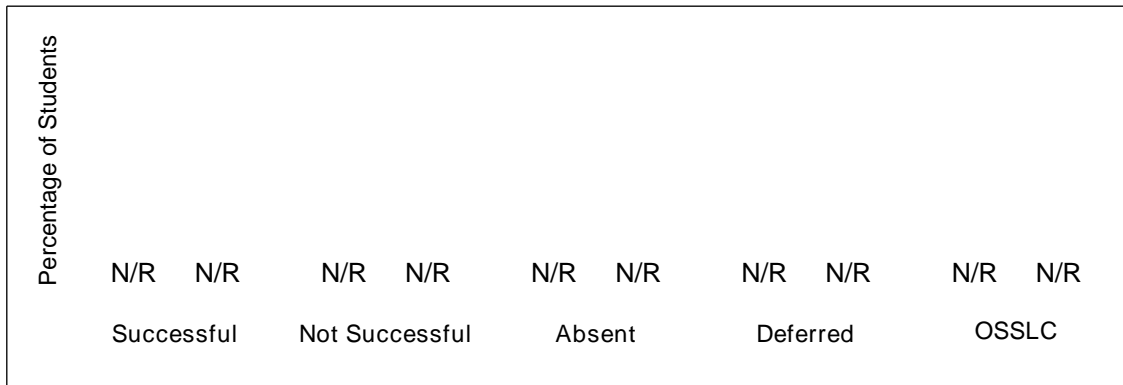 Percentage of Students
N/R N/R N/R N/R N/R N/R N/R N/R N/R N/R
Successful Not Successful Absent Deferred OSSLC